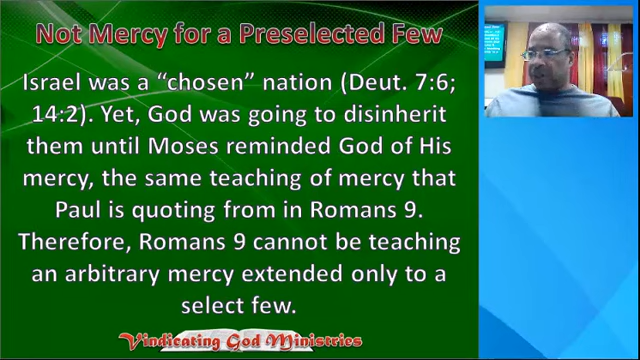 Not Mercy for a Preselected Few
Israel was a “chosen” nation (Deut. 7:6;
14:2). Yet, God was going to disinherit
them until Moses reminded God of His
mercy, the same teaching of mercy that
Paul is quoting from in Romans 9.
Therefore, Romans 9 cannot be teaching
an arbitrary mercy extended only to a
select few.
Vindicating God Ministries